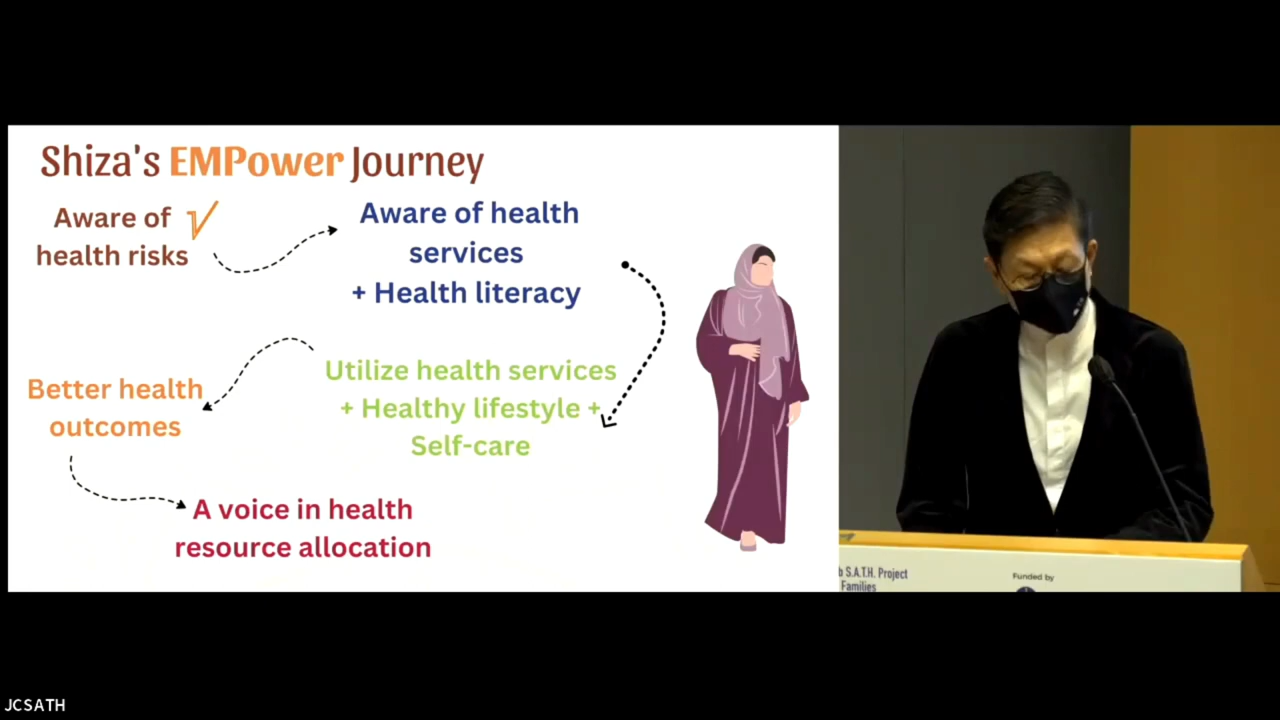 Shiza's EMPower Journey
Aware of
health risks
Aware of health
services
+ Health literacy
Utilize health services
+ Healthy lifestyle +
Self-care
Better health
outcomes
A voice in health
resource allocation
S.A.T.H. Project
Families
Funded by
JCSATH